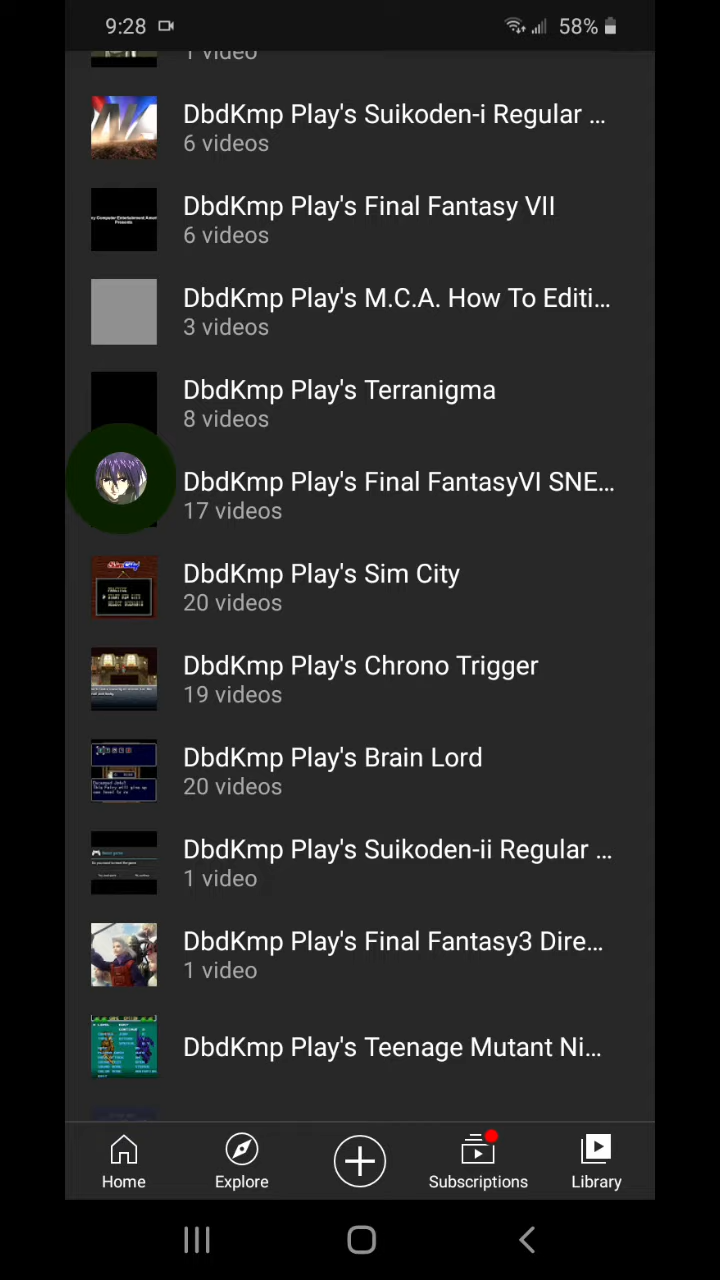 9:28
58%
1 video
DbdKmp Play's Suikoden-i Regular ...
6 videos
DbdKmp Play's Final Fantasy VII
6 videos
DbdKmp Play's M.C.A. How To Editi...
3 videos
DbdKmp Play's Terranigma
8 videos
DbdKmp Play's Final FantasyVI SNE...
17 videos
DbdKmp Play's Sim City
20 videos
DbdKmp Play's Chrono Trigger
19 videos
DbdKmp Play's Brain Lord
20 videos
DbdKmp Play's Suikoden-ii Regular ...
1 video
DbdKmp Play's Final Fantasy3 Dire...
1 video
DbdKmp Play's Teenage Mutant Ni...
Home
Explore
Subscriptions
Library